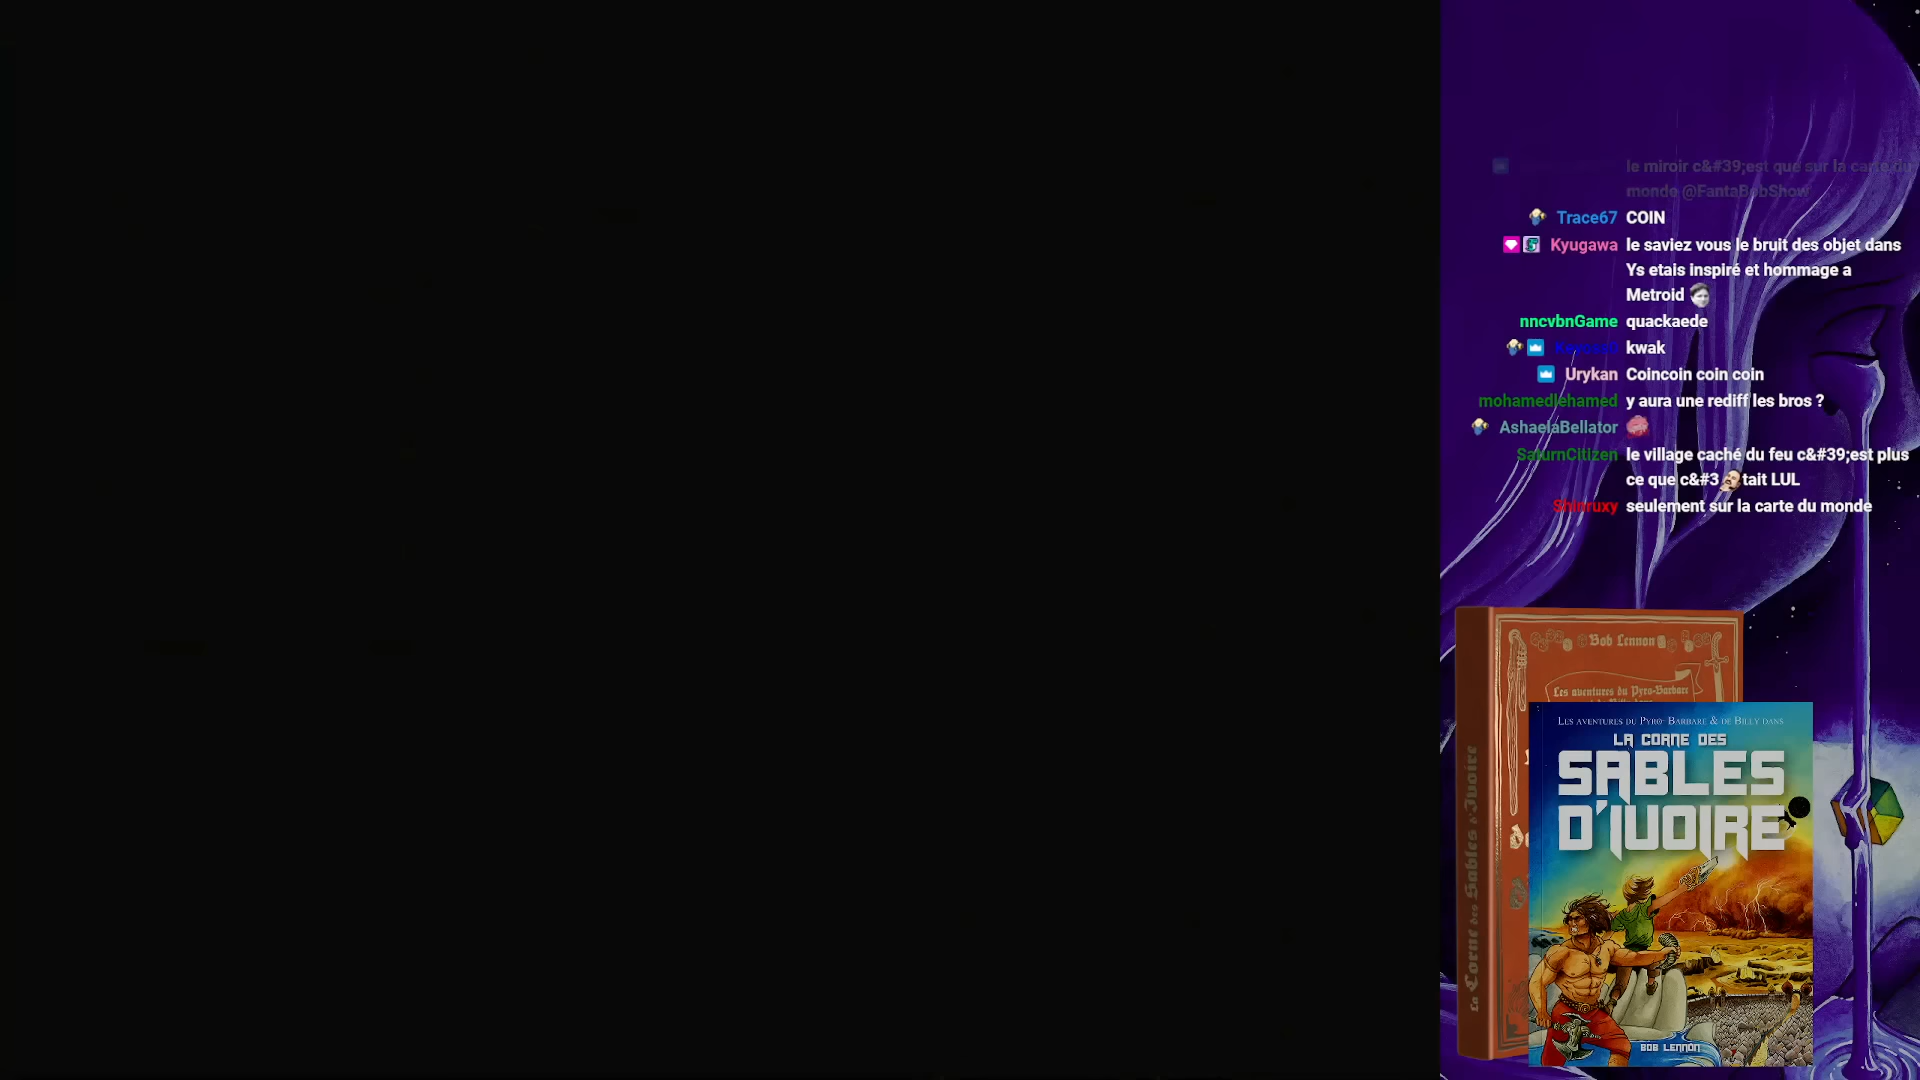 le miroir c&#39;est que sur la carte du
monde @FantaBobShow
Trace67 COIN
Kyugawa le saviez vous le bruit des objet dans
Ys etais inspiré et hommage a
Metroid
nncvbnGame quackaede
kwak
Urykan Coincoin coin coin
mohamedlehamed y aura une rediff les bros ?
AshaelaBellator
SaturnCitizen le village caché du feu c&#39;est plus
ce que c&#3 tait LUL
Shinruxy seulement sur la carte du monde
Bob Lennon
Les aventures du Pyro-Barbare
La Corne des Sables d'Ivoire
LES AVENTURES DU PYRO-BARBARE & DE BILLY DANS
LA CORNE DES
SABLES
D'IVOIRE
BOB LENNON